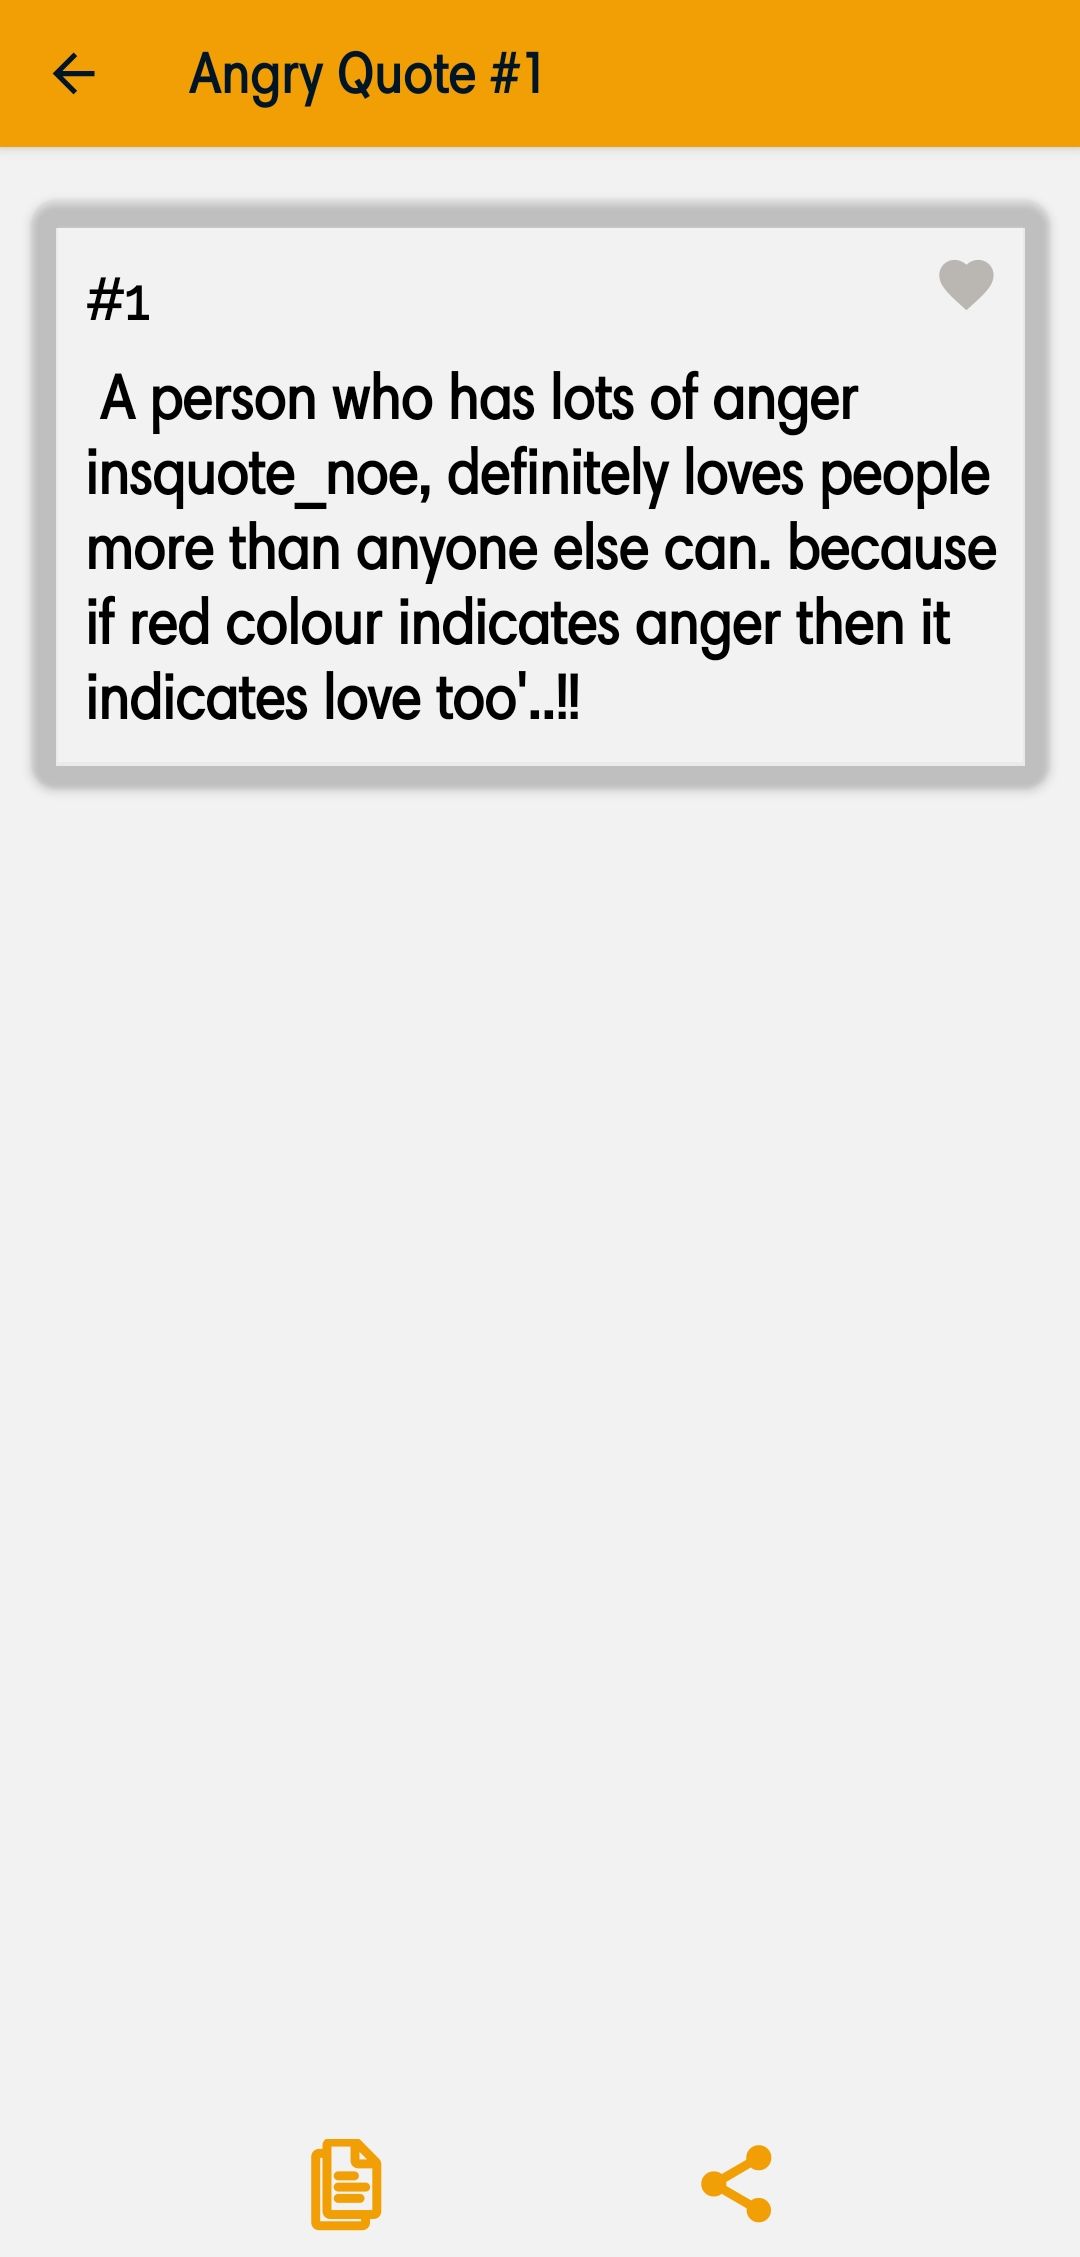 Angry Quote #1
#1
A person who has lots of anger
insquote_noe, definitely loves people
more than anyone else can. because
if red colour indicates anger then it
indicates love too'..!!